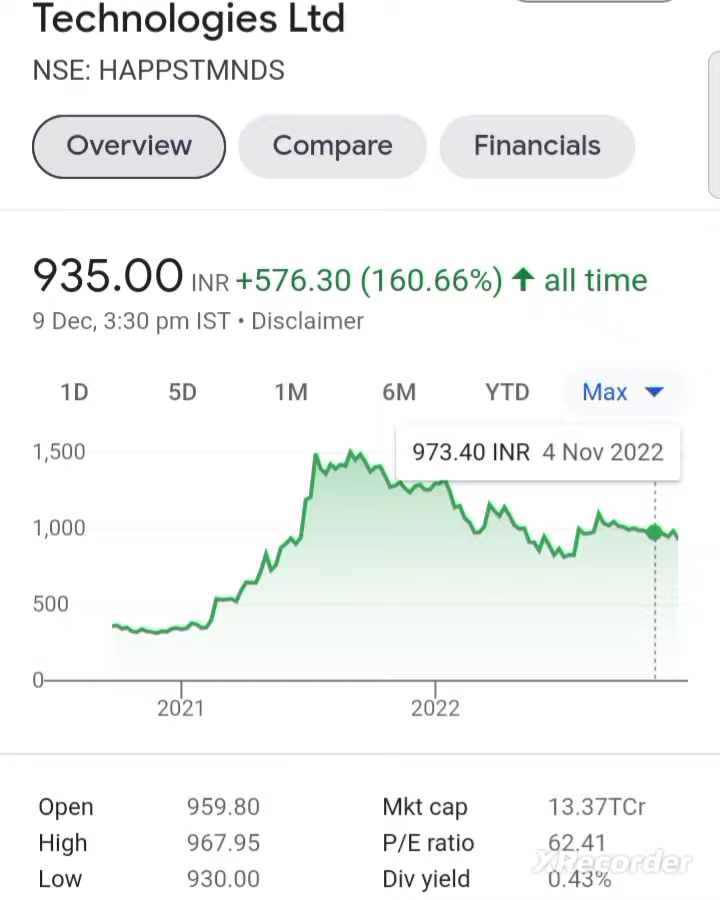 Technologies Ltd
NSE: HAPPSTMNDS
Overview Compare Financials
935.00 INR +576.30 (160.66%) ↑ all time
9 Dec, 3:30 pm IST • Disclaimer
1D 5D 1M 6M YTD Max
973.40 INR 4 Nov 2022
1,500
1,000
500
0
2021 2022
Open 959.80 Mkt cap 13.37TCr
High 967.95 P/E ratio 62.41
XRecorder
Low 930.00 Div yield 0.43%